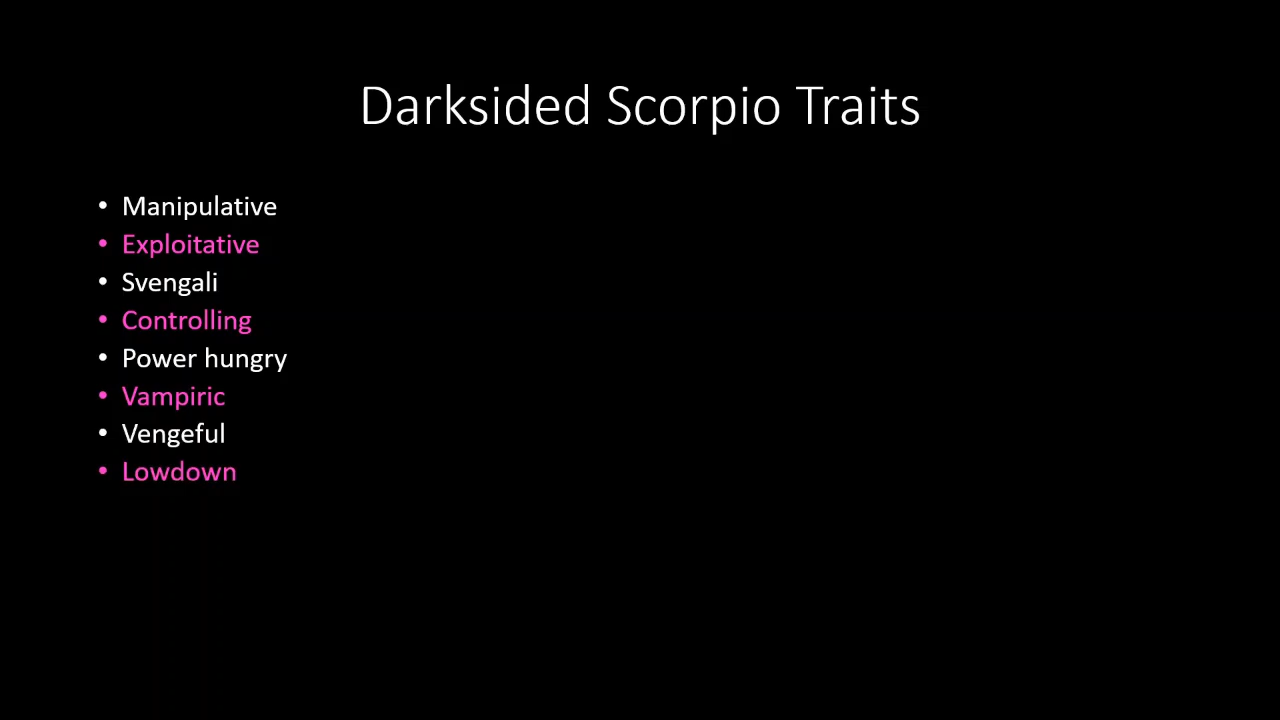 Darksided Scorpio Traits
• Manipulative
• Exploitative
• Svengali
• Controlling
• Power hungry
• Vampiric
• Vengeful
• Lowdown